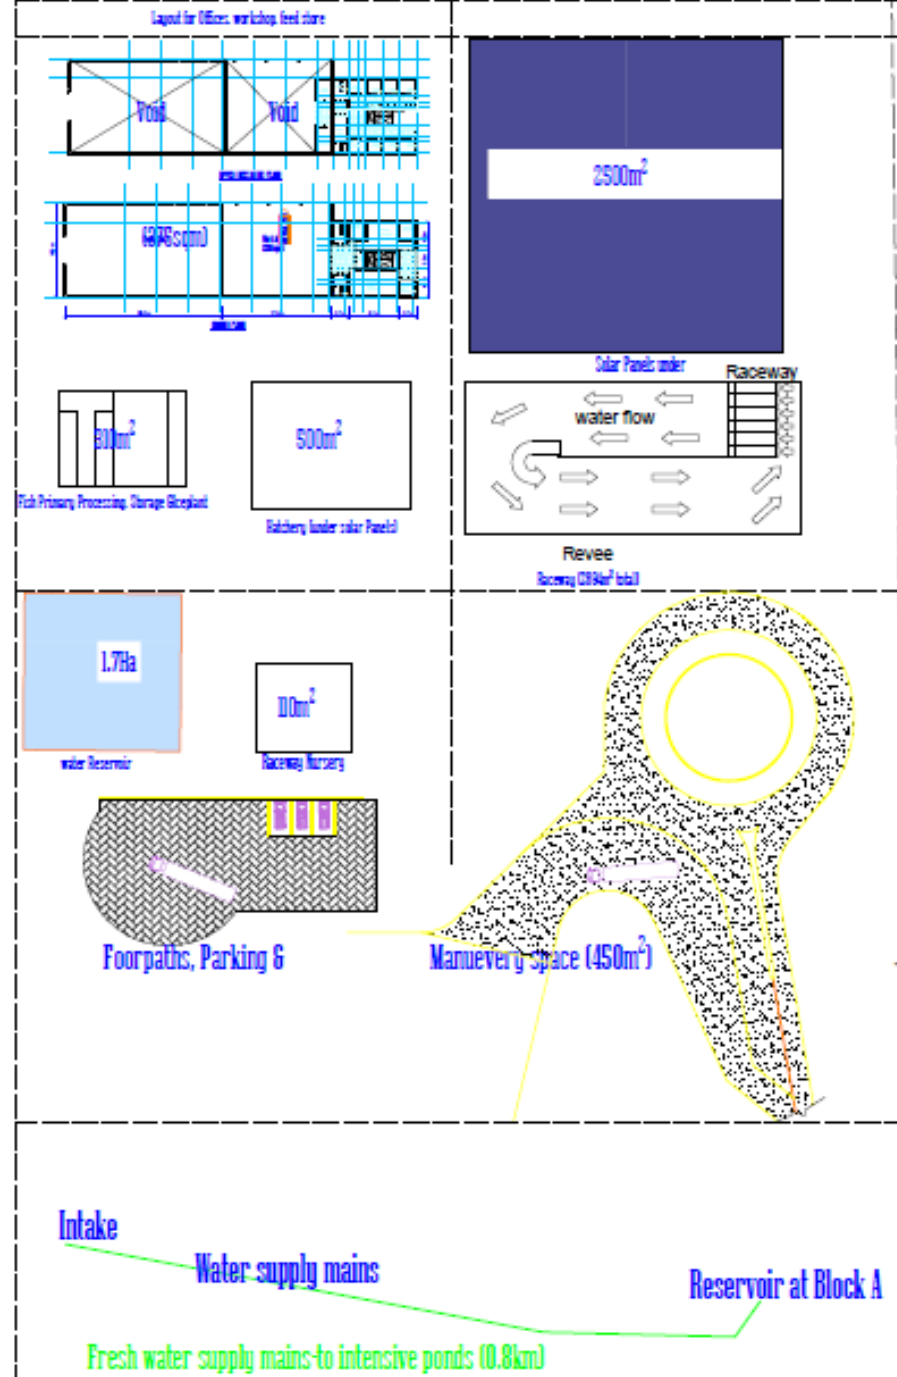 Layout for Offices, workshop, feed store
Void
Void
2500m²
Solar Panels under
Raceway
water flow
500m²
Fich Primary Processing, Storage &iceplant
Hatchery (under solar Panels)
Revee
1.7Ha
110m²
water Reservoir
Raceway Nursery
Foorpaths, Parking &
Manuevery space (450m²)
Intake
Water supply mains
Reservoir at Block A
Fresh water supply mains-to intensive ponds (0.8km)